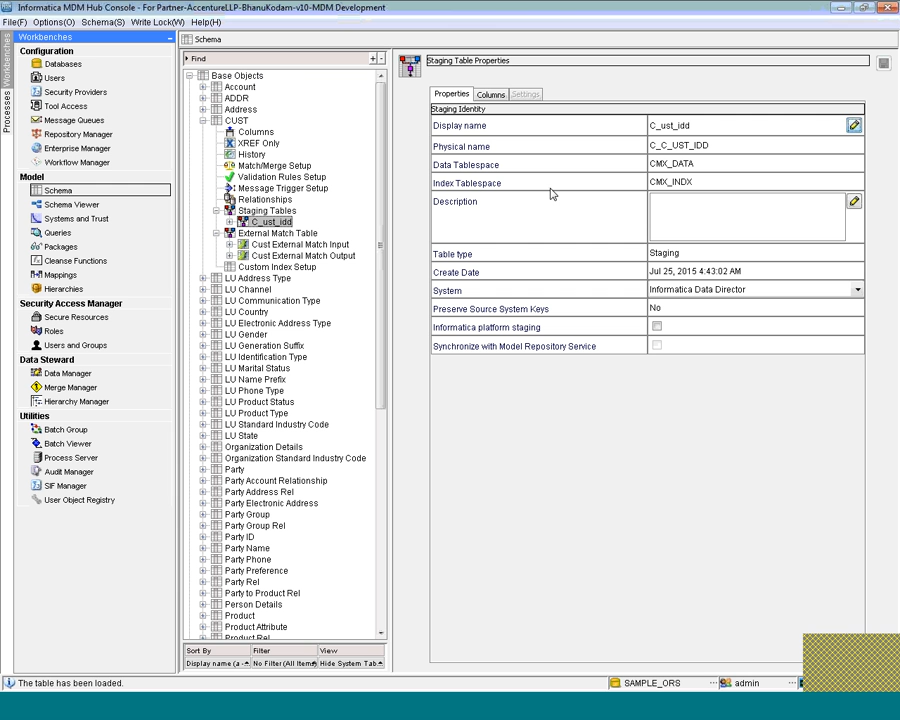 Informatica MDM Hub Console - For Partner-AccentureLLP-BhanuKodam-v10-MDM Development
File(F) Options(O) Schema(S) Write Lock(W) Help(H)
Workbenches
Processes
Workbenches
Configuration
Databases
Users
Security Providers
Tool Access
Message Queues
Repository Manager
Enterprise Manager
Workflow Manager
Model
Schema
Schema Viewer
Systems and Trust
Queries
Packages
Cleanse Functions
Mappings
Hierarchies
Security Access Manager
Secure Resources
Roles
Users and Groups
Data Steward
Data Manager
Merge Manager
Hierarchy Manager
Utilities
Batch Group
Batch Viewer
Process Server
Audit Manager
SIF Manager
User Object Registry
Schema
Find
Base Objects
Account
ADDR
Address
CUST
Columns
XREF Only
History
Match/Merge Setup
Validation Rules Setup
Message Trigger Setup
Relationships
Staging Tables
C_ust_idd
External Match Table
Cust External Match Input
Cust External Match Output
Custom Index Setup
LU Address Type
LU Channel
LU Communication Type
LU Country
LU Electronic Address Type
LU Gender
LU Generation Suffix
LU Identification Type
LU Marital Status
LU Name Prefix
LU Phone Type
LU Product Status
LU Product Type
LU Standard Industry Code
LU State
Organization Details
Organization Standard Industry Code
Party
Party Account Relationship
Party Address Rel
Party Electronic Address
Party Group
Party Group Rel
Party ID
Party Name
Party Phone
Party Preference
Party Rel
Party to Product Rel
Person Details
Product
Product Attribute
Product Rel
Sort By Filter View
Display name (a - No Filter(All Items) Hide System Tab
Staging Table Properties
Properties Columns Settings
Staging Identity
Display name C_ust_idd
Physical name C_C_UST_IDD
Data Tablespace CMX_DATA
Index Tablespace CMX_INDX
Description
Table type Staging
Create Date Jul 25, 2015 4:43:02 AM
System Informatica Data Director
Preserve Source System Keys No
Informatica platform staging
Synchronize with Model Repository Service
The table has been loaded. SAMPLE_ORS ... admin ...